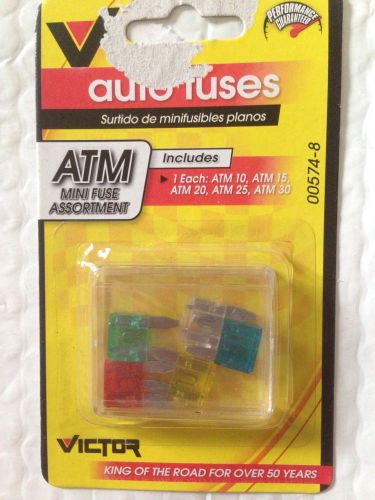 V
PERFORMANCE
GUARANTEED
auto fuses
Surtido de minifusibles planos
ATM
MINI FUSE
ASSORTMENT
Includes
1 Each: ATM 10, ATM 15,
ATM 20, ATM 25, ATM 30
00574-8
VICTOR
KING OF THE ROAD FOR OVER 50 YEARS